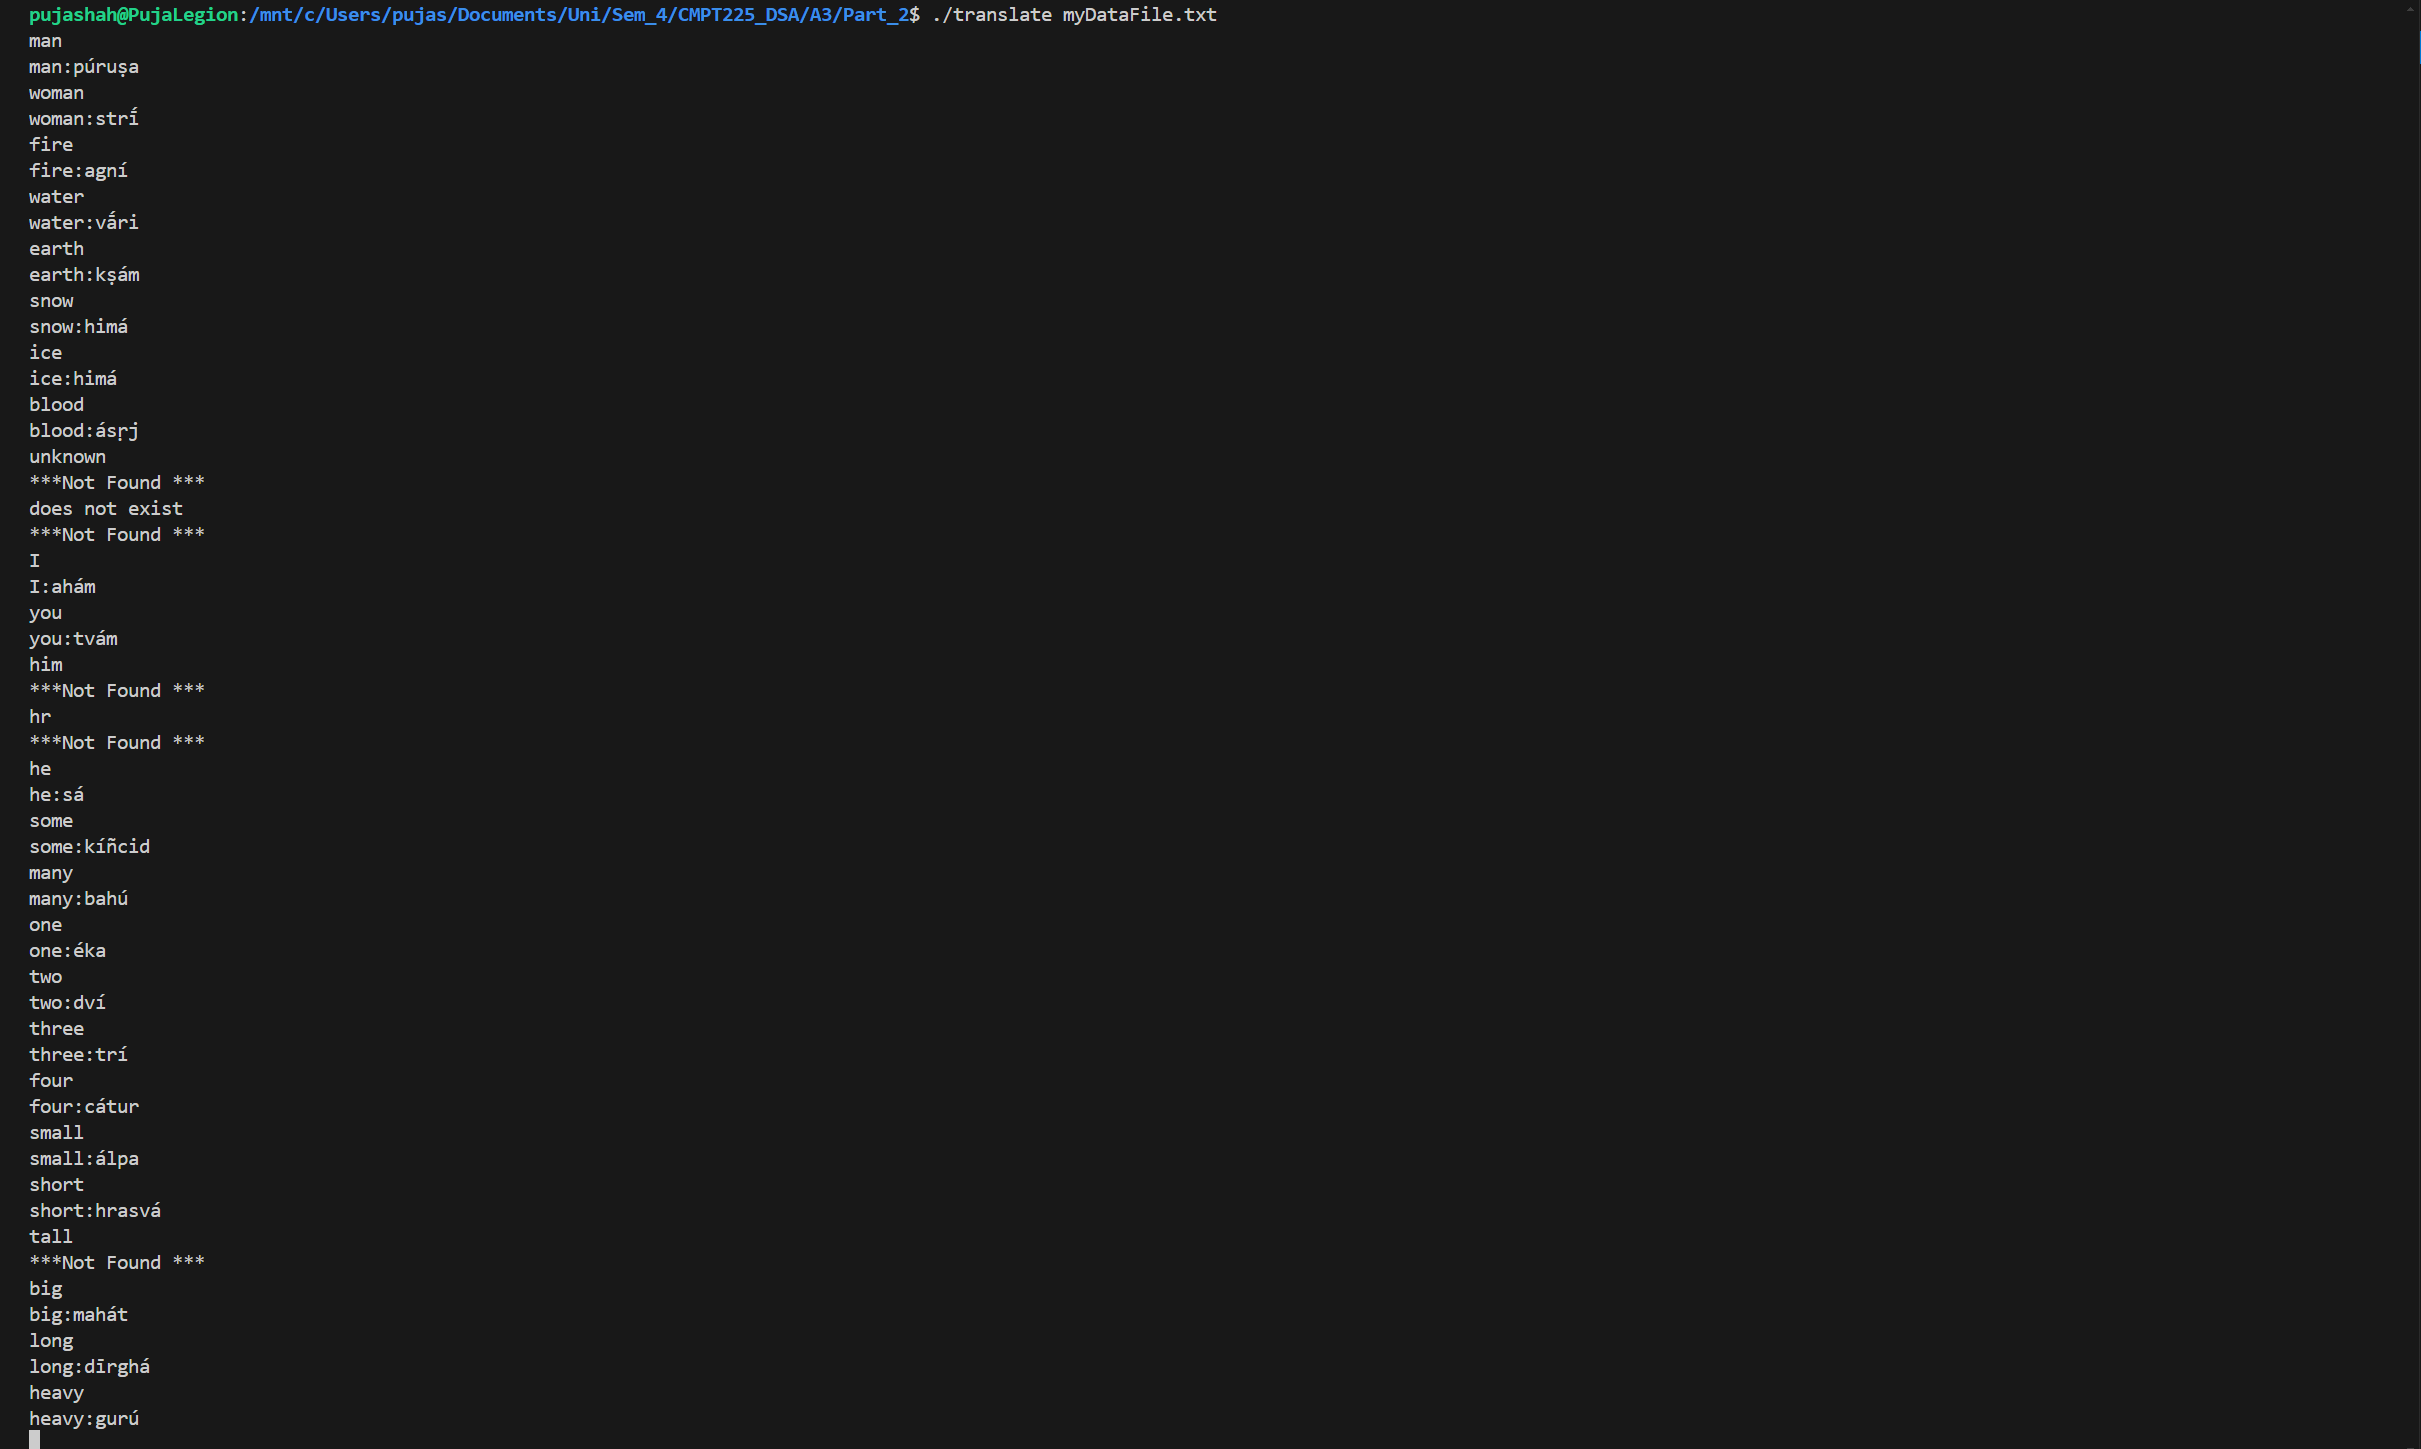 pujashah@PujaLegion:/mnt/c/Users/pujas/Documents/Uni/Sem_4/CMPT225_DSA/A3/Part_2$ ./translate myDataFile.txt
man
man:púruṣa
woman
woman:strī́
fire
fire:agní
water
water:vā́ri
earth
earth:kṣám
snow
snow:himá
ice
ice:himá
blood
blood:ásṛj
unknown
***Not Found ***
does not exist
***Not Found ***
I
I:ahám
you
you:tvám
him
***Not Found ***
hr
***Not Found ***
he
he:sá
some
some:kíñcid
many
many:bahú
one
one:éka
two
two:dví
three
three:trí
four
four:cátur
small
small:álpa
short
short:hrasvá
tall
***Not Found ***
big
big:mahát
long
long:dīrghá
heavy
heavy:gurú